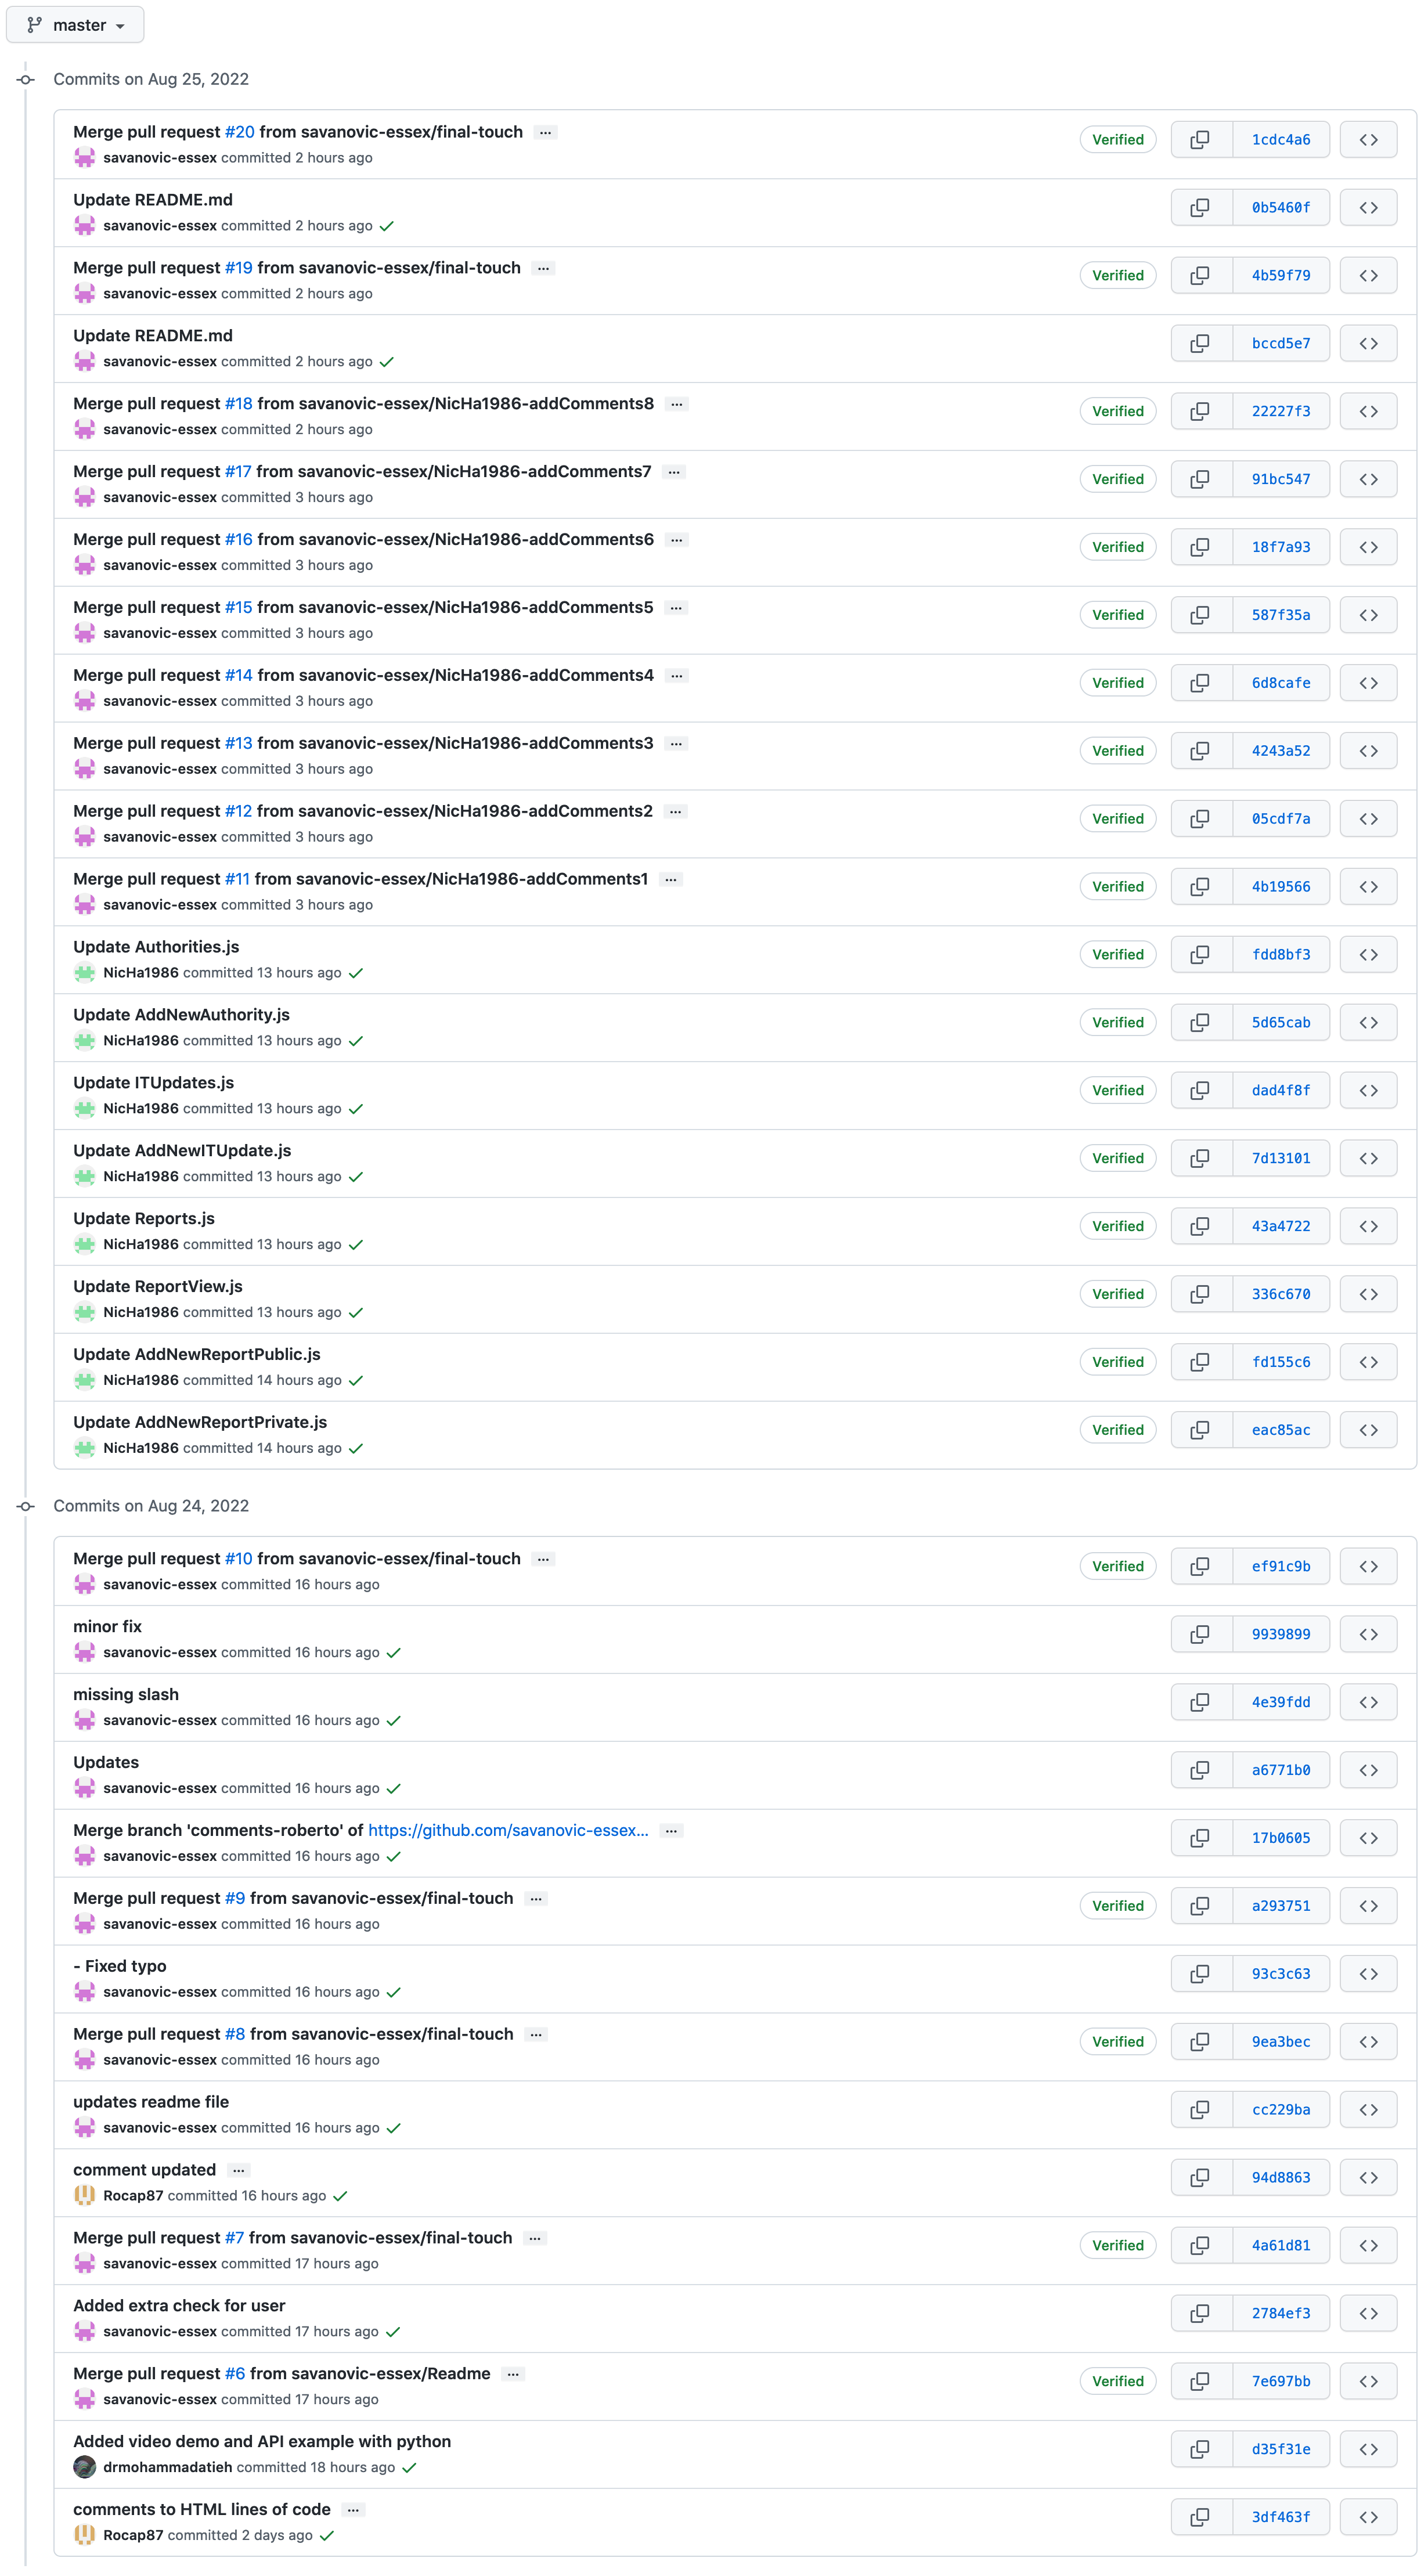 master
Commits on Aug 25, 2022
Merge pull request #20 from savanovic-essex/final-touch ...
savanovic-essex committed 2 hours ago
Verified
1cdc4a6
Update README.md
savanovic-essex committed 2 hours ago
0b5460f
Merge pull request #19 from savanovic-essex/final-touch ...
savanovic-essex committed 2 hours ago
Verified
4b59f79
Update README.md
savanovic-essex committed 2 hours ago
bccd5e7
Merge pull request #18 from savanovic-essex/NicHa1986-addComments8 ...
savanovic-essex committed 2 hours ago
Verified
22227f3
Merge pull request #17 from savanovic-essex/NicHa1986-addComments7 ...
savanovic-essex committed 3 hours ago
Verified
91bc547
Merge pull request #16 from savanovic-essex/NicHa1986-addComments6 ...
savanovic-essex committed 3 hours ago
Verified
18f7a93
Merge pull request #15 from savanovic-essex/NicHa1986-addComments5 ...
savanovic-essex committed 3 hours ago
Verified
587f35a
Merge pull request #14 from savanovic-essex/NicHa1986-addComments4 ...
savanovic-essex committed 3 hours ago
Verified
6d8cafe
Merge pull request #13 from savanovic-essex/NicHa1986-addComments3 ...
savanovic-essex committed 3 hours ago
Verified
4243a52
Merge pull request #12 from savanovic-essex/NicHa1986-addComments2 ...
savanovic-essex committed 3 hours ago
Verified
05cdf7a
Merge pull request #11 from savanovic-essex/NicHa1986-addComments1 ...
savanovic-essex committed 3 hours ago
Verified
4b19566
Update Authorities.js
NicHa1986 committed 13 hours ago
Verified
fdd8bf3
Update AddNewAuthority.js
NicHa1986 committed 13 hours ago
Verified
5d65cab
Update ITUpdates.js
NicHa1986 committed 13 hours ago
Verified
dad4f8f
Update AddNewITUpdate.js
NicHa1986 committed 13 hours ago
Verified
7d13101
Update Reports.js
NicHa1986 committed 13 hours ago
Verified
43a4722
Update ReportView.js
NicHa1986 committed 13 hours ago
Verified
336c670
Update AddNewReportPublic.js
NicHa1986 committed 14 hours ago
Verified
fd155c6
Update AddNewReportPrivate.js
NicHa1986 committed 14 hours ago
Verified
eac85ac
Commits on Aug 24, 2022
Merge pull request #10 from savanovic-essex/final-touch ...
savanovic-essex committed 16 hours ago
Verified
ef91c9b
minor fix
savanovic-essex committed 16 hours ago
9939899
missing slash
savanovic-essex committed 16 hours ago
4e39fdd
Updates
savanovic-essex committed 16 hours ago
a6771b0
Merge branch 'comments-roberto' of https://github.com/savanovic-essex... ...
savanovic-essex committed 16 hours ago
17b0605
Merge pull request #9 from savanovic-essex/final-touch ...
savanovic-essex committed 16 hours ago
Verified
a293751
- Fixed typo
savanovic-essex committed 16 hours ago
93c3c63
Merge pull request #8 from savanovic-essex/final-touch ...
savanovic-essex committed 16 hours ago
Verified
9ea3bec
updates readme file
savanovic-essex committed 16 hours ago
cc229ba
comment updated ...
Rocap87 committed 16 hours ago
94d8863
Merge pull request #7 from savanovic-essex/final-touch ...
savanovic-essex committed 17 hours ago
Verified
4a61d81
Added extra check for user
savanovic-essex committed 17 hours ago
2784ef3
Merge pull request #6 from savanovic-essex/Readme ...
savanovic-essex committed 17 hours ago
Verified
7e697bb
Added video demo and API example with python
drmohammadatieh committed 18 hours ago
d35f31e
comments to HTML lines of code ...
Rocap87 committed 2 days ago
3df463f